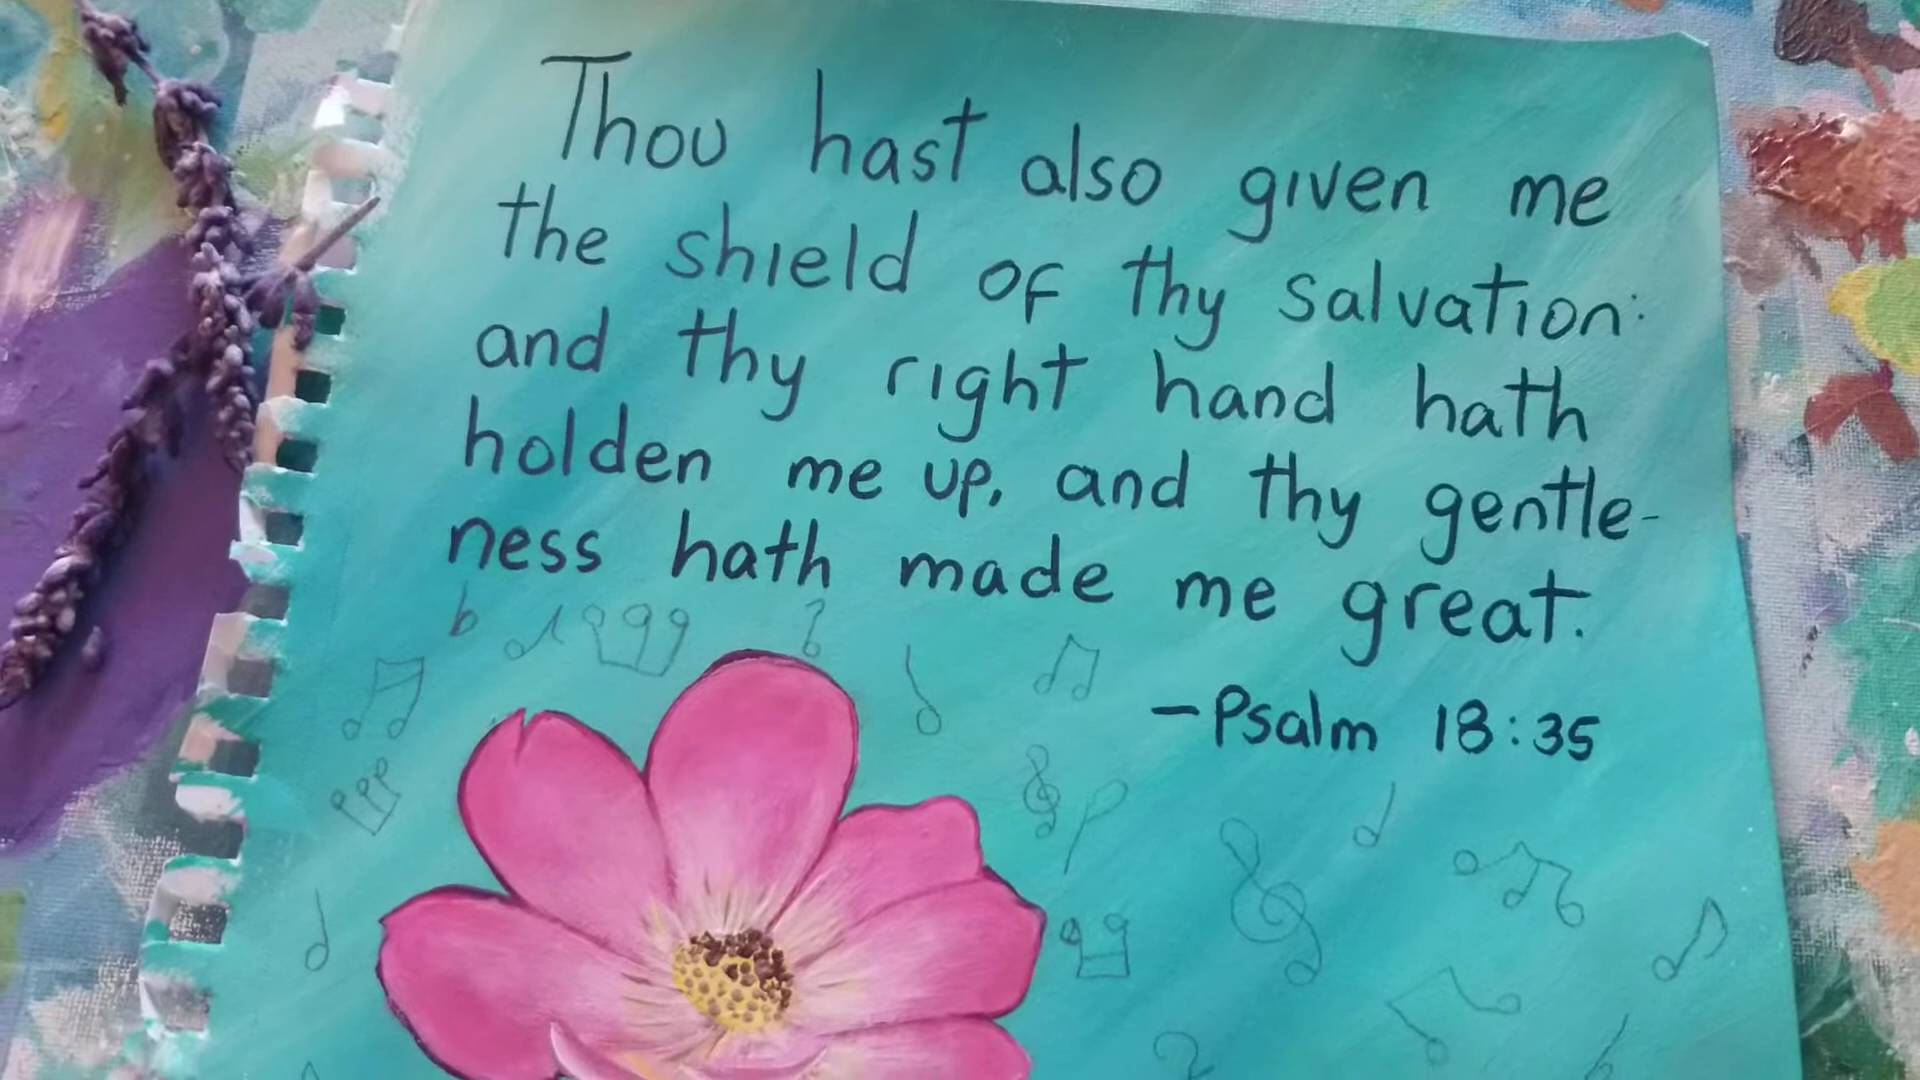 Thou hast also given me
the shield of thy salvation:
and thy right hand hath
holden me up, and thy gentle-
ness hath made me great.
-Psalm 18:35